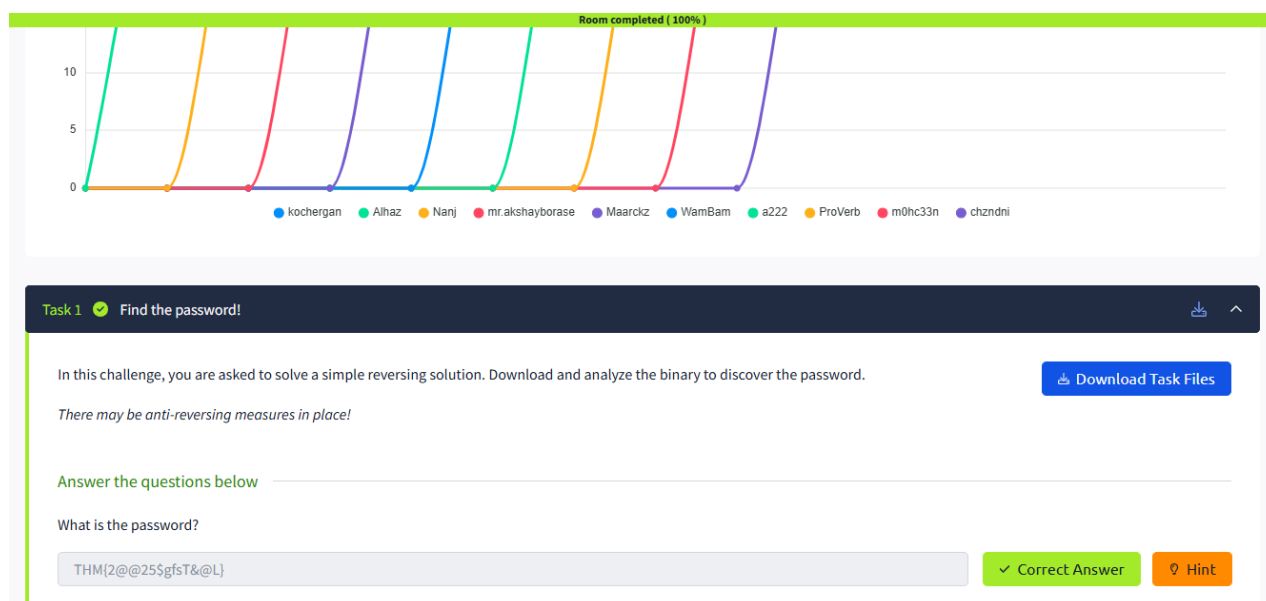 Room completed ( 100% )
10
5
0
kochergan Alhaz Nanj mr.akshayborase Maarckz WamBam a222 ProVerb m0hc33n chzndni
Task 1 Find the password!
In this challenge, you are asked to solve a simple reversing solution. Download and analyze the binary to discover the password.
Download Task Files
There may be anti-reversing measures in place!
Answer the questions below
What is the password?
THM{2@@25$gfsT&@L}
Correct Answer
Hint